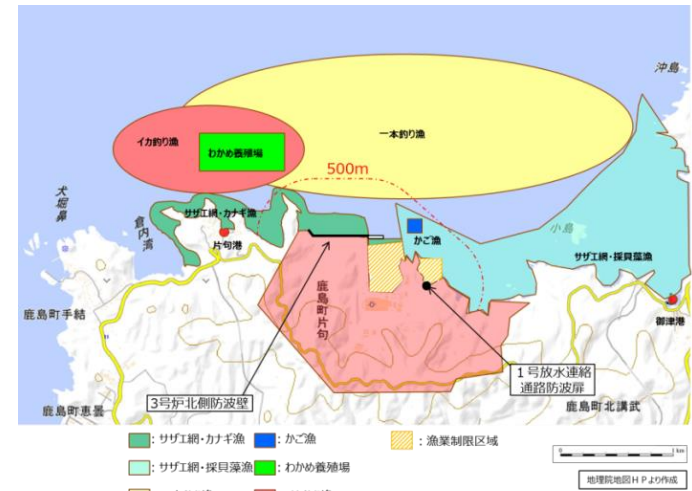 沖島
一本釣り漁
イカ釣り漁
わかめ養殖場
500m
犬堀鼻
倉内湾
サザエ網・カナギ漁
片句港
かご漁
小島
サザエ網・採貝藻漁
鹿島町手結
鹿島町片句
御津港
3号炉北側防波壁
1号放水連絡
通路防波扉
鹿島町恵曇
鹿島町北講武
：サザエ網・カナギ漁
：かご漁
：漁業制限区域
：サザエ網・採貝藻漁
：わかめ養殖場
0
1 km
地理院地図HPより作成